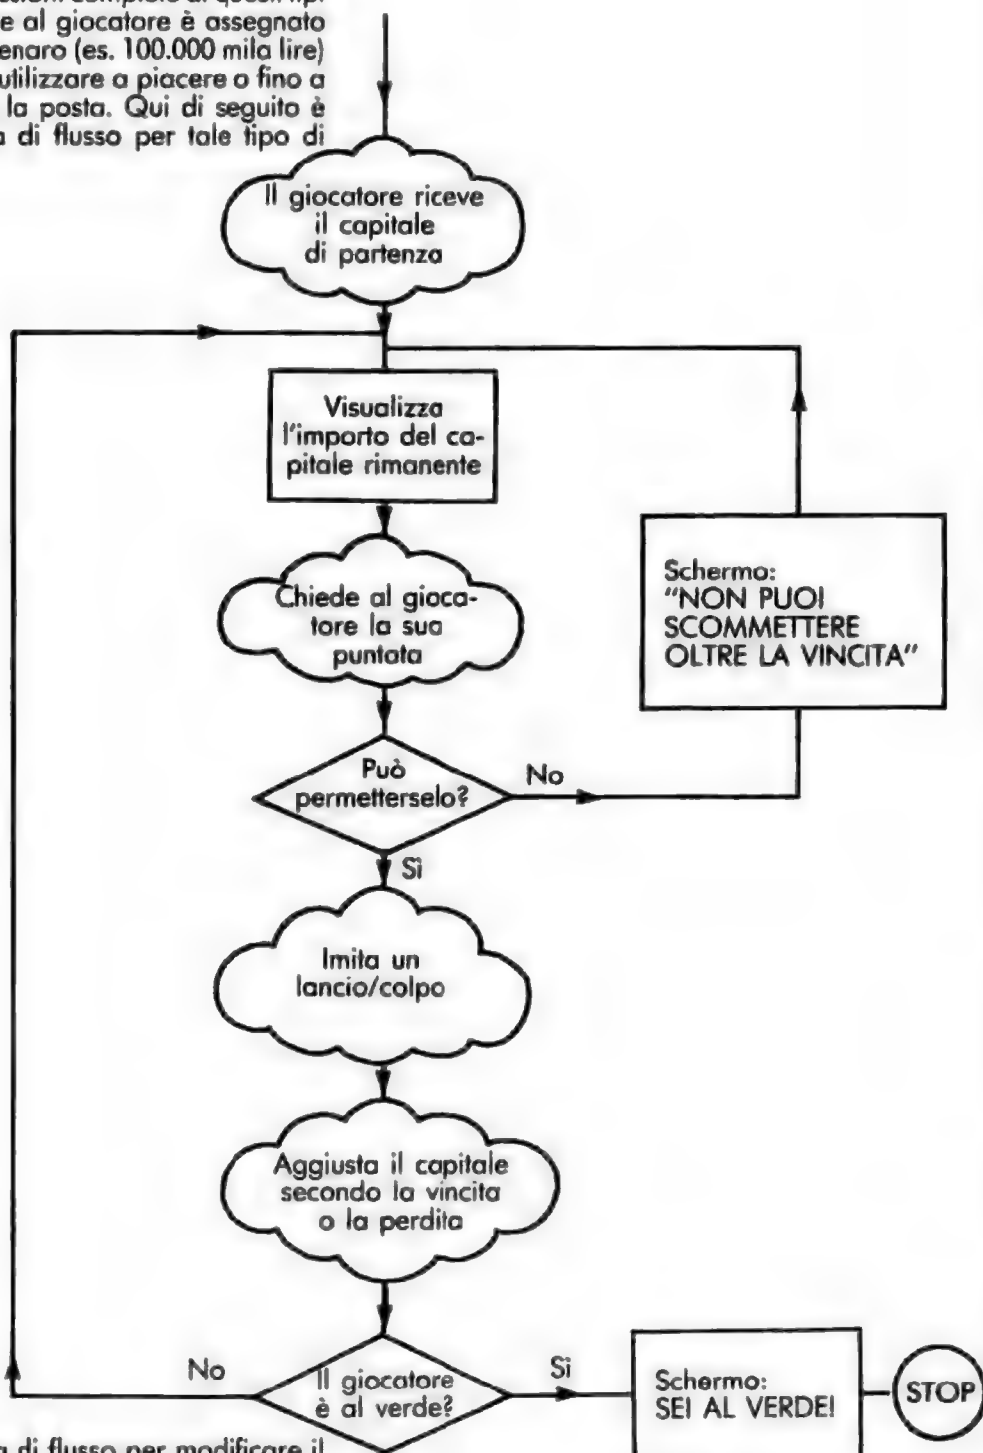 e al giocatore è assegnato
enaro (es. 100.000 mila lire)
utilizzare a piacere o fino a
la posta. Qui di seguito è
di flusso per tale tipo di
Il giocatore riceve
il capitale
di partenza
Visualizza
l'importo del ca-
pitale rimanente
Chiede al gioca-
tore la sua
puntata
Schermo:
"NON PUOI
SCOMMETTERE
OLTRE LA VINCITA"
Può
permetterselo?
No
Sì
Imita un
lancio/colpo
Aggiusta il capitale
secondo la vincita
o la perdita
No
Il giocatore
è al verde?
Sì
Schermo:
SEI AL VERDE!
STOP
a di flusso per modificare il